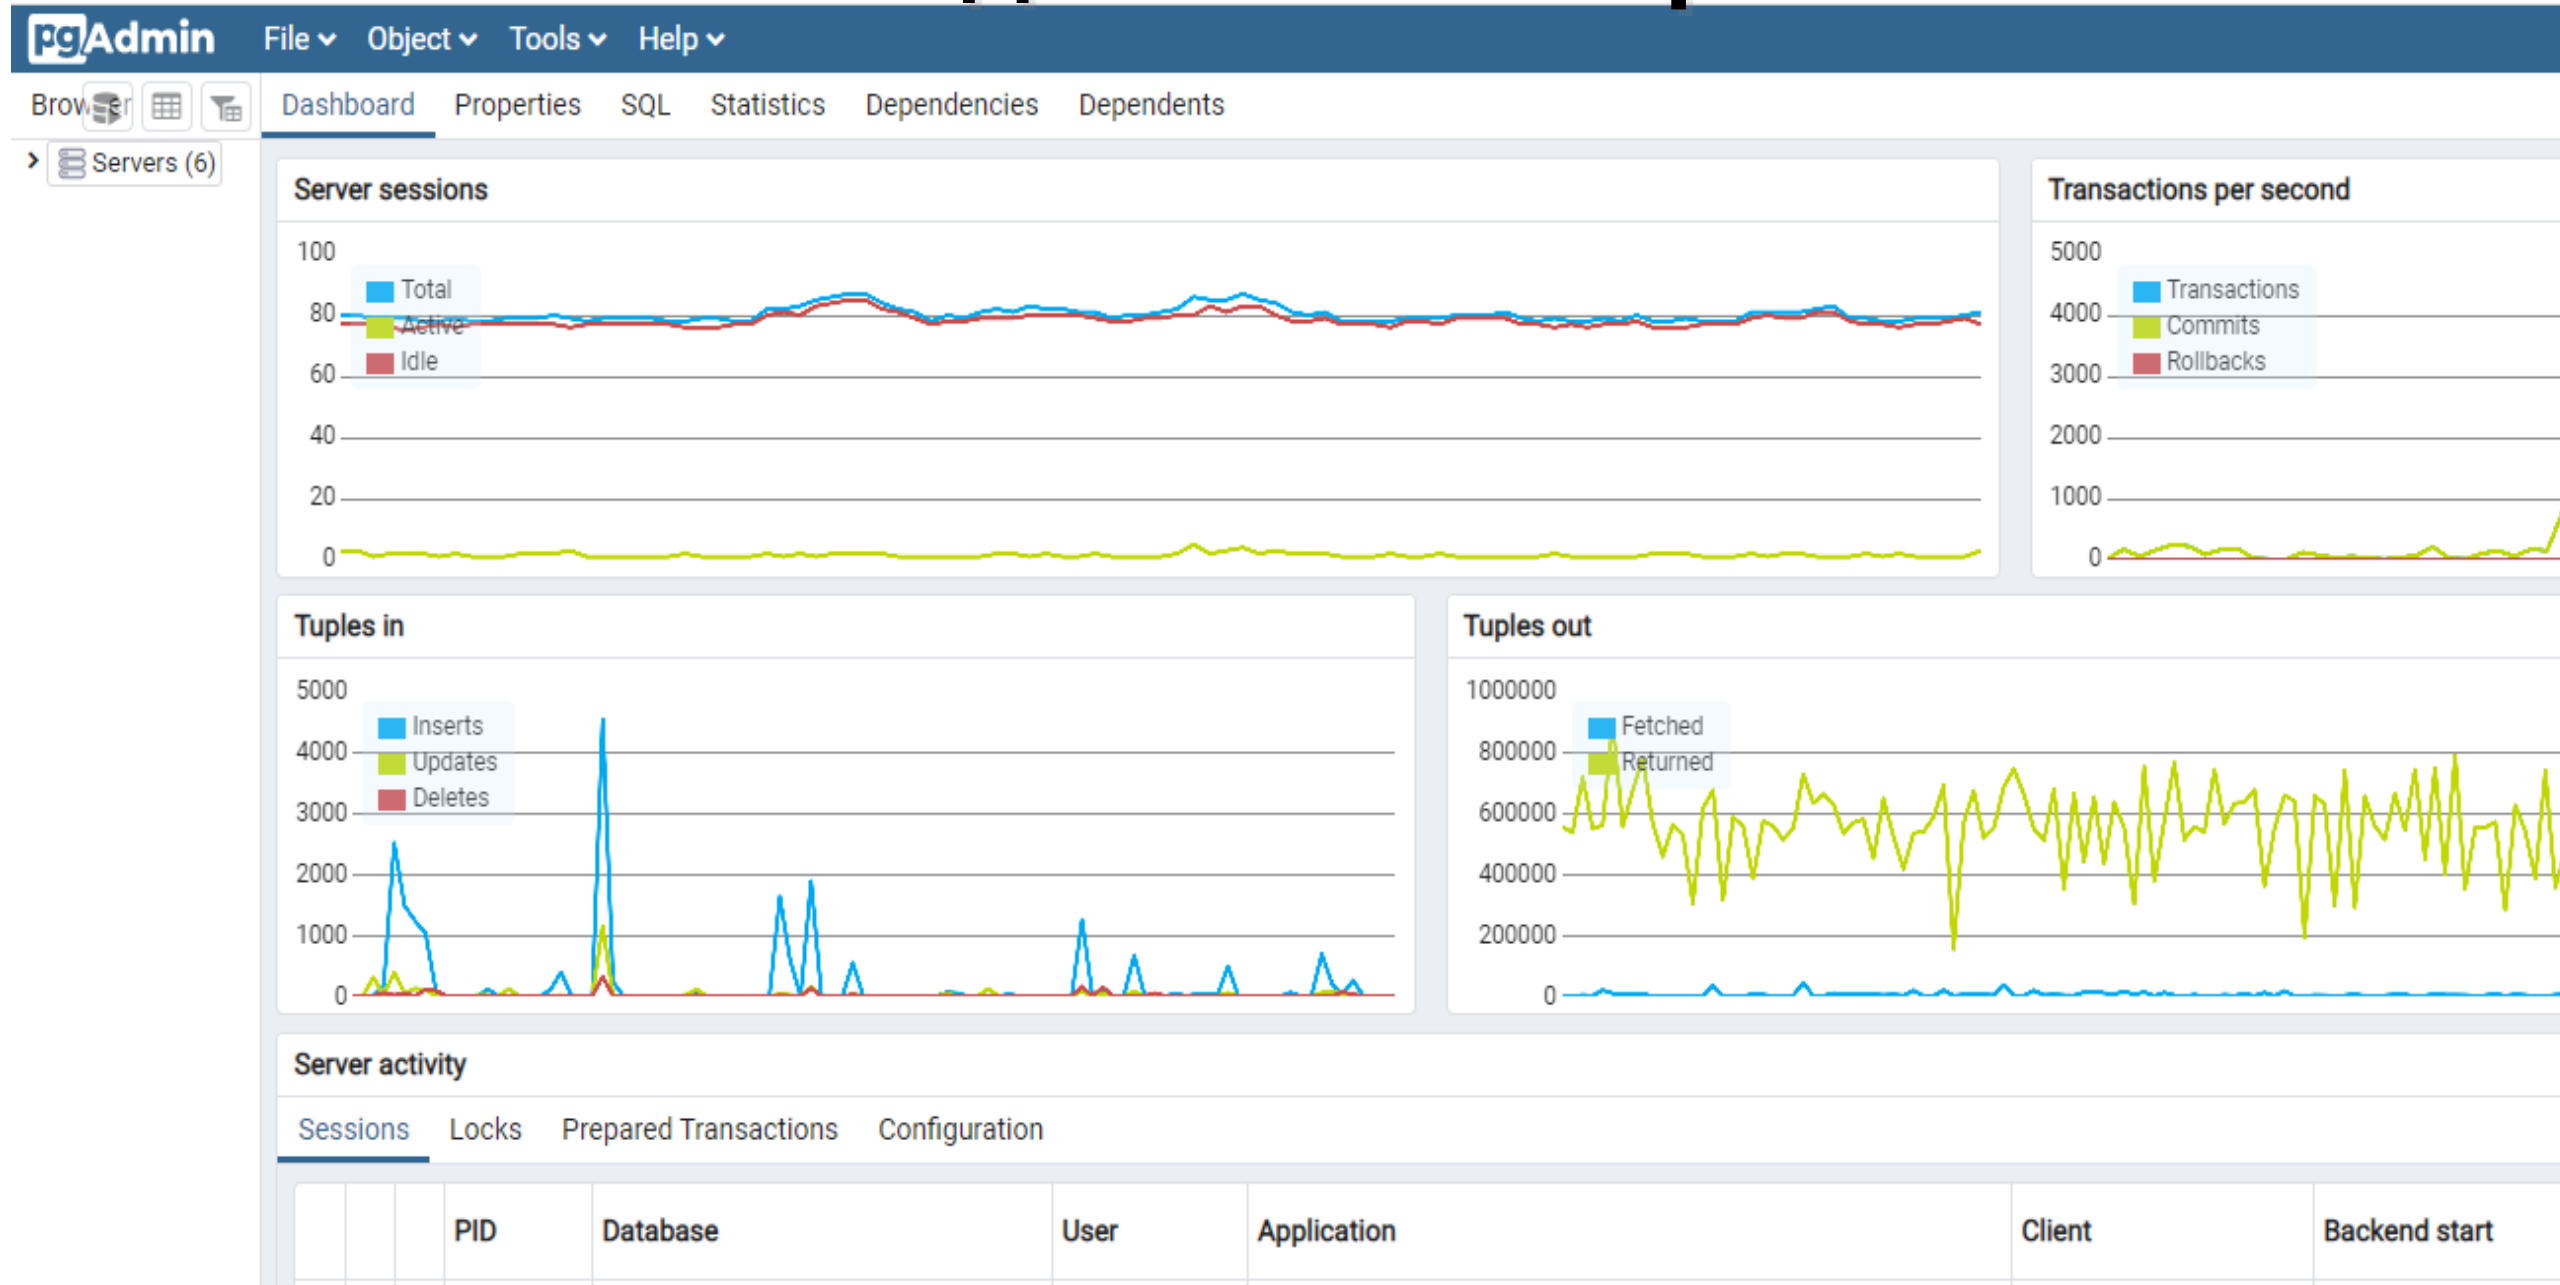 pgAdmin File Object Tools Help
Browser Dashboard Properties SQL Statistics Dependencies Dependents
Servers (6)
Server sessions
100
80
60
40
20
0
Total
Active
Idle
Transactions per second
5000
4000
3000
2000
1000
0
Transactions
Commits
Rollbacks
Tuples in
5000
4000
3000
2000
1000
0
Inserts
Updates
Deletes
Tuples out
1000000
800000
600000
400000
200000
0
Fetched
Returned
Server activity
Sessions Locks Prepared Transactions Configuration
PID Database User Application Client Backend start